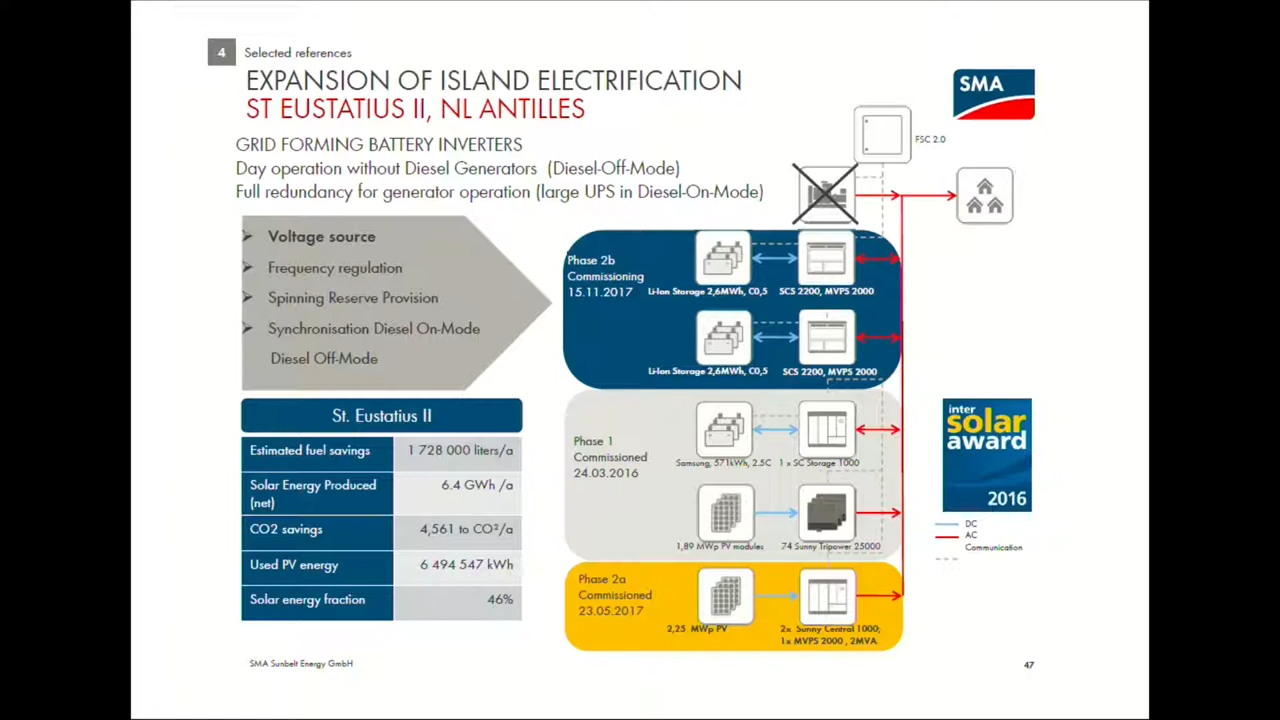 4 Selected references
EXPANSION OF ISLAND ELECTRIFICATION
ST EUSTATIUS II, NL ANTILLES
SMA
GRID FORMING BATTERY INVERTERS
Day operation without Diesel Generators (Diesel-Off-Mode)
Full redundancy for generator operation (large UPS in Diesel-On-Mode)
FSC 2.0
Voltage source
Frequency regulation
Spinning Reserve Provision
Synchronisation Diesel On-Mode
Diesel Off-Mode
Phase 2b
Commissioning
15.11.2017
Li-Ion Storage 2,6MWh, C0,5
SCS 2200, MVPS 2000
Li-Ion Storage 2,6MWh, C0,5
SCS 2200, MVPS 2000
Phase 1
Commissioned
24.03.2016
Samsung, 571kWh, 2.5C
1 x SC Storage 1000
1,89 MWp PV modules
74 Sunny Tripower 25000
Phase 2a
Commissioned
23.05.2017
2,25 MWp PV
2x Sunny Central 1000;
1x MVPS 2000 , 2MVA
St. Eustatius II
Estimated fuel savings 1 728 000 liters/a
Solar Energy Produced (net) 6.4 GWh /a
CO2 savings 4,561 to CO²/a
Used PV energy 6 494 547 kWh
Solar energy fraction 46%
inter
solar
award
2016
DC
AC
Communication
SMA Sunbelt Energy GmbH
47